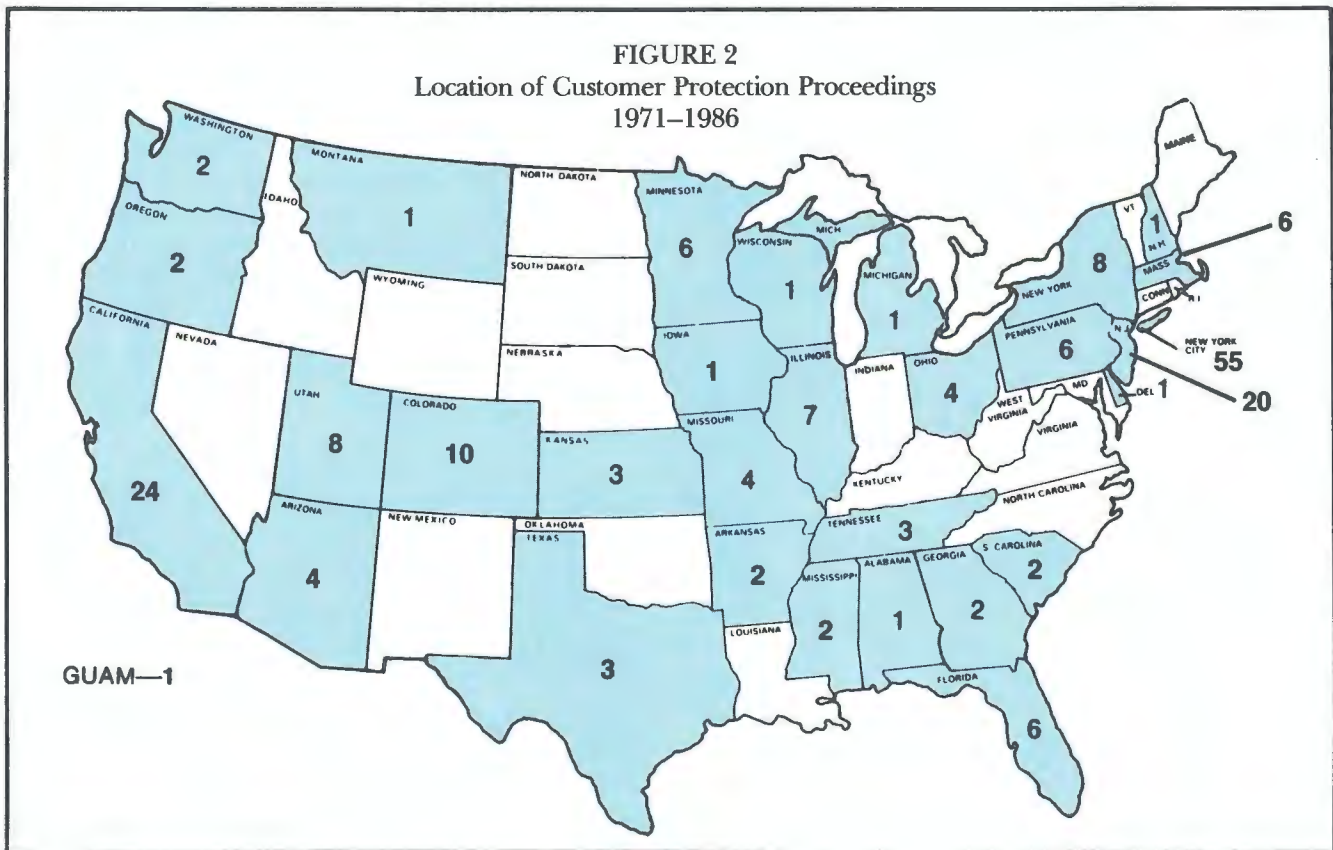 FIGURE 2
Location of Customer Protection Proceedings
1971–1986
WASHINGTON
2
OREGON
2
CALIFORNIA
24
NEVADA
IDAHO
MONTANA
1
WYOMING
UTAH
8
COLORADO
10
ARIZONA
4
NEW MEXICO
NORTH DAKOTA
SOUTH DAKOTA
NEBRASKA
KANSAS
3
OKLAHOMA
TEXAS
3
MINNESOTA
6
IOWA
1
MISSOURI
4
ARKANSAS
2
LOUISIANA
WISCONSIN
1
MICH
MICHIGAN
1
ILLINOIS
7
INDIANA
OHIO
4
KENTUCKY
TENNESSEE
3
MISSISSIPPI
2
ALABAMA
1
GEORGIA
2
FLORIDA
6
S CAROLINA
2
NORTH CAROLINA
VIRGINIA
WEST
VIRGINIA
MD
DEL 1
PENNSYLVANIA
6
N J
20
NEW YORK
8
NEW YORK
CITY 55
CONN
R I
MASS
6
VT
1
N H
MAINE
GUAM—1